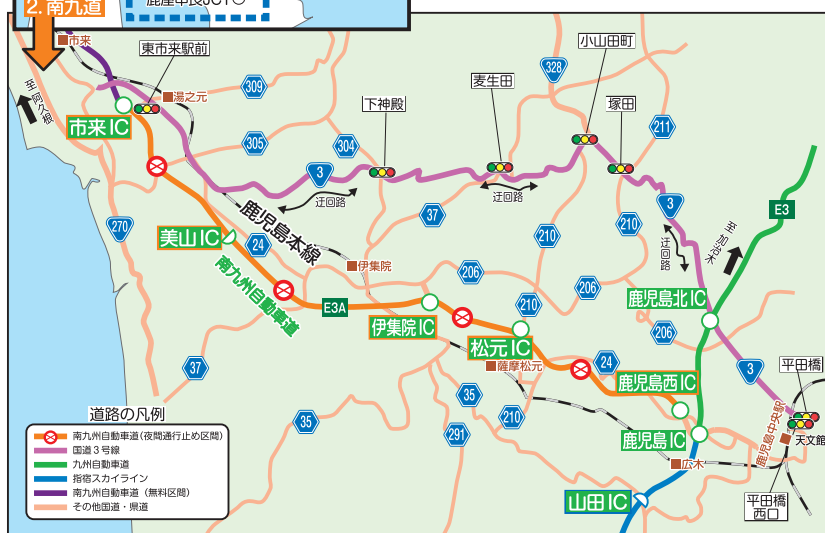 鹿屋串良JCT
2.南九道
市来
東市来駅前
小山田町
328
309
麦生田
至 阿久根
湯之元
下神殿
塚田
市来IC
305
304
211
3
迂回路
迂回路
3
270
鹿児島本線
37
210
210
E3
美山IC
24
迂回路
至 加治木
南九州自動車道
伊集院
206
206
E3A
伊集院IC
210
鹿児島北IC
松元IC
206
37
薩摩松元
24
3
平田橋
鹿児島西IC
35
道路の凡例
35
210
鹿児島中央駅
天文館
南九州自動車道(夜間通行止め区間)
291
鹿児島IC
国道3号線
九州自動車道
広木
指宿スカイライン
南九州自動車道(無料区間)
山田IC
平田橋
西口
その他国道・県道